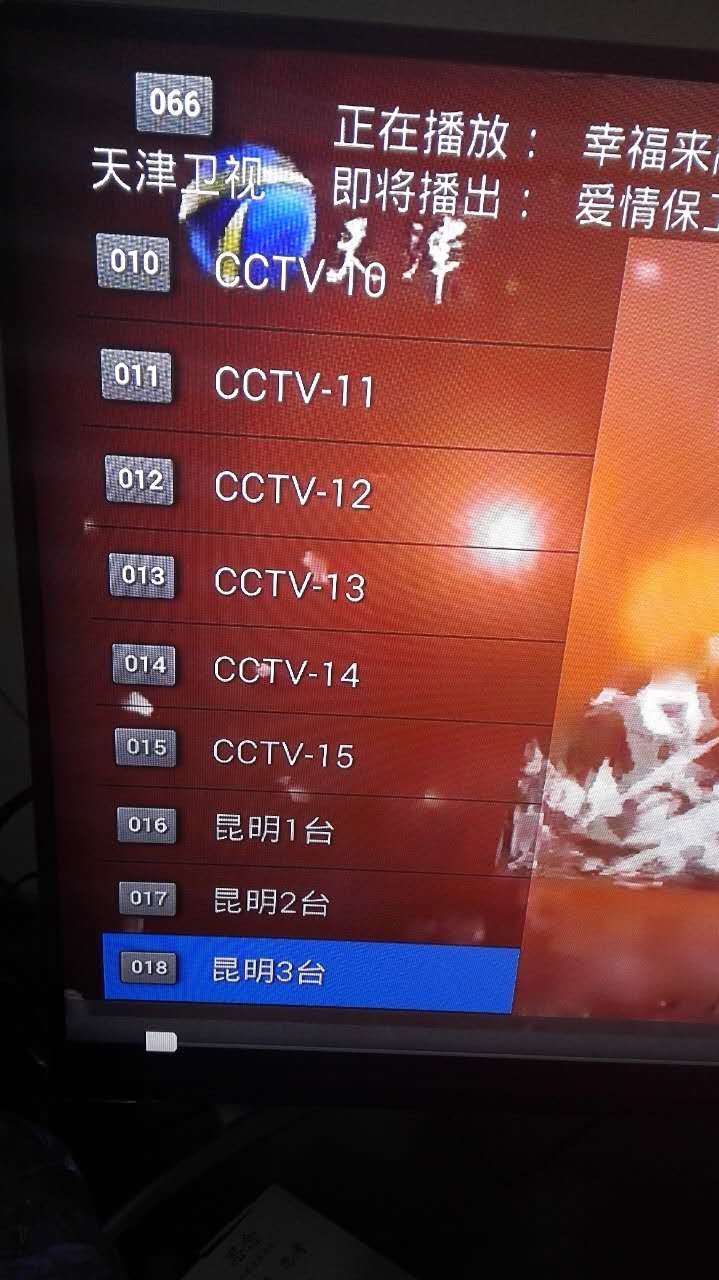 066
天津卫视
正在播放： 幸福来
即将播出： 爱情保
天津
010 CCTV-10
011 CCTV-11
012 CCTV-12
013 CCTV-13
014 CCTV-14
015 CCTV-15
016 昆明1台
017 昆明2台
018 昆明3台